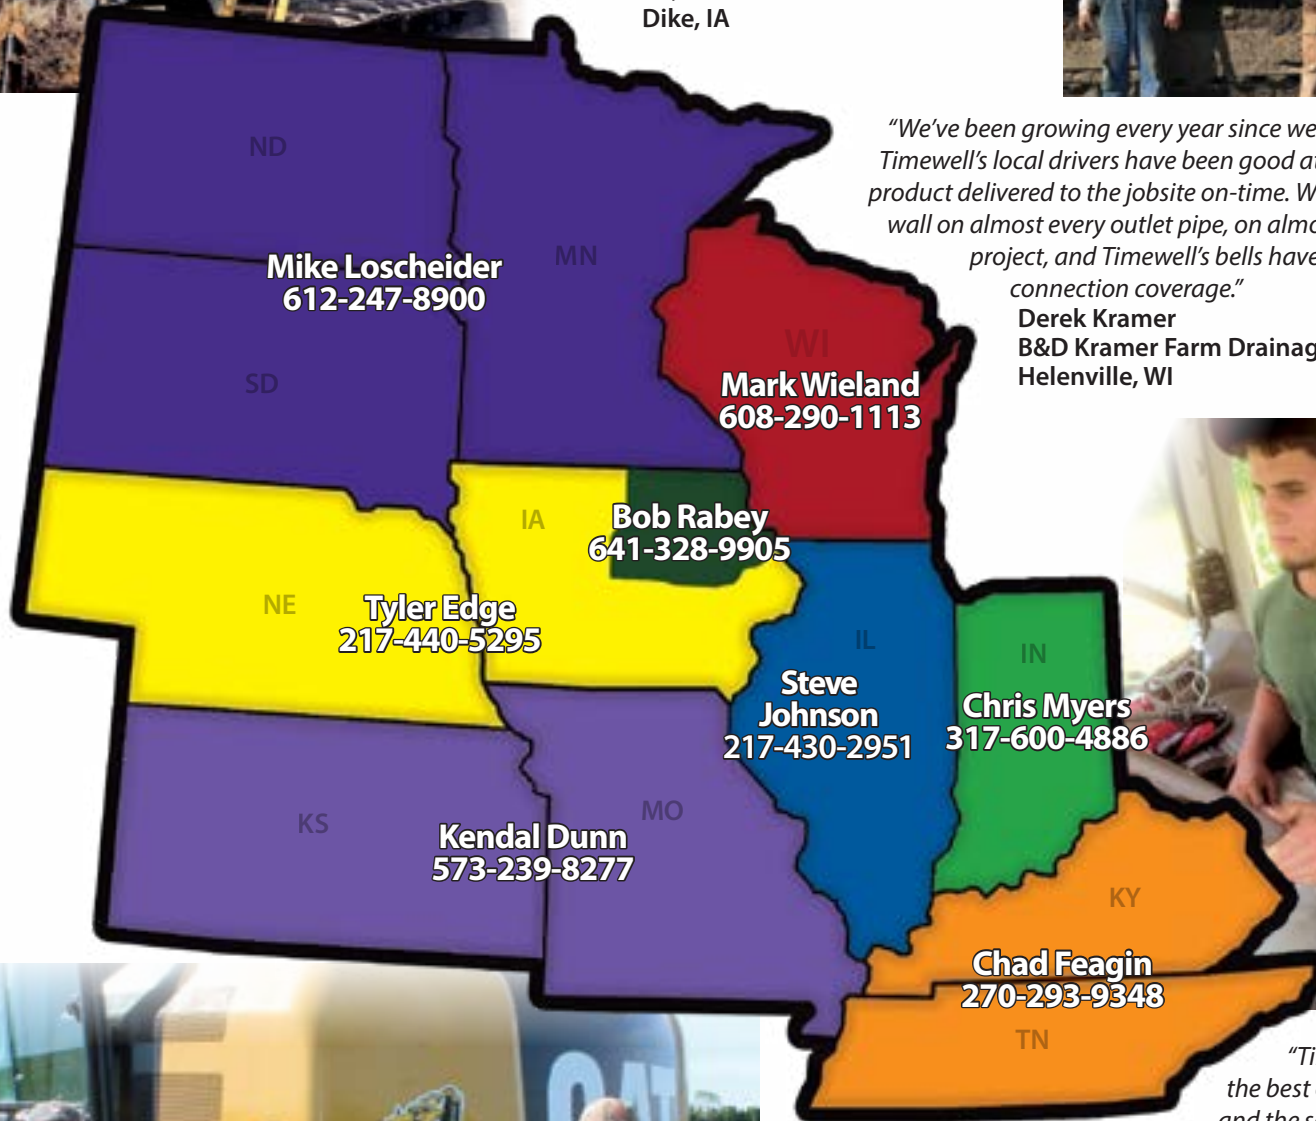 Dike, IA
“We’ve been growing every year since we
Timewell’s local drivers have been good at
product delivered to the jobsite on-time. W
wall on almost every outlet pipe, on almo
project, and Timewell’s bells have
connection coverage.”
Derek Kramer
B&D Kramer Farm Drainag
Helenville, WI
ND
MN
Mike Loscheider
612-247-8900
SD
WI
Mark Wieland
608-290-1113
IA
Bob Rabey
641-328-9905
NE
Tyler Edge
217-440-5295
IL
Steve
Johnson
217-430-2951
IN
Chris Myers
317-600-4886
KS
MO
Kendal Dunn
573-239-8277
KY
Chad Feagin
270-293-9348
TN
“Ti
the best
and the s
CAT